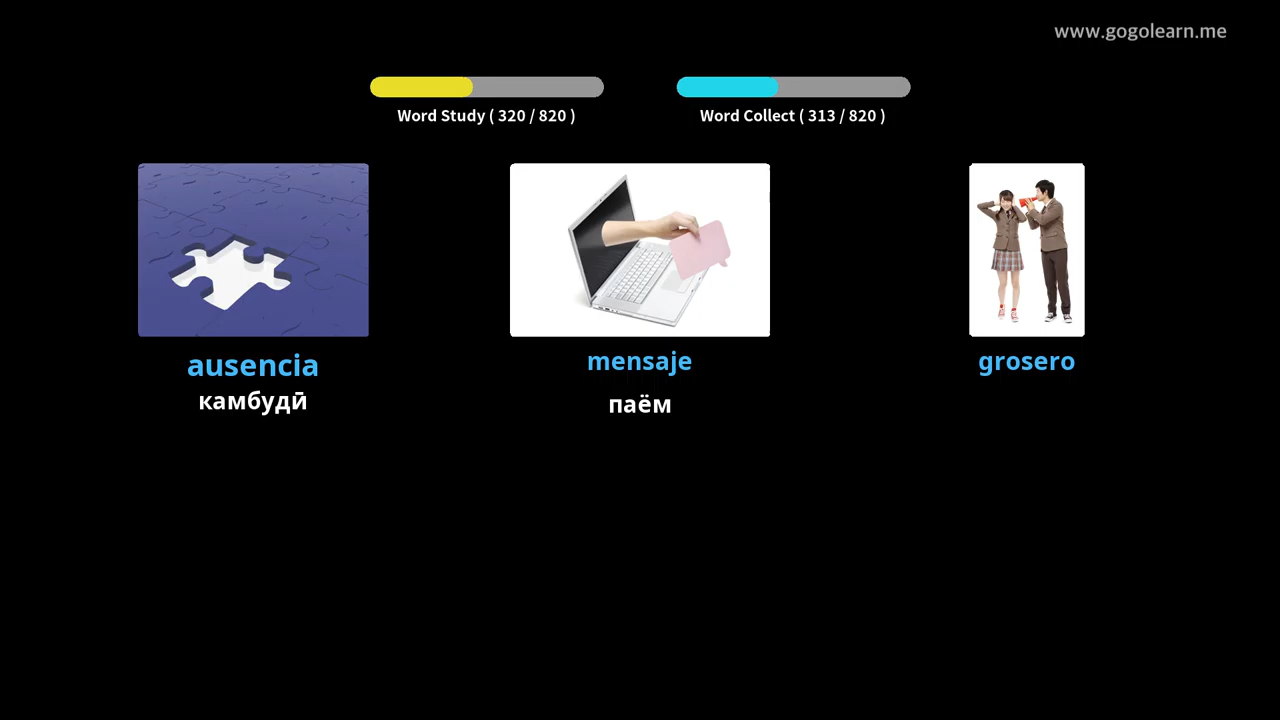 www.gogolearn.me
Word Study ( 320 / 820 )
Word Collect ( 313 / 820 )
ausencia
камбудӣ
mensaje
паём
grosero